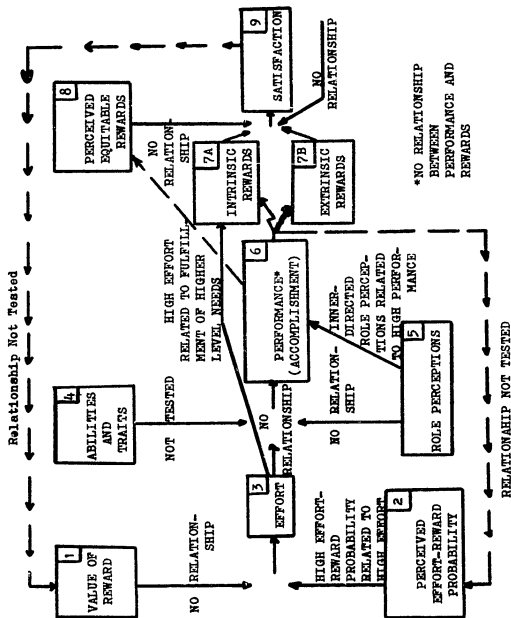 Relationship Not Tested
1
VALUE OF
REWARD
NO RELATION-
SHIP
4
ABILITIES
AND
TRAITS
NOT TESTED
HIGH EFFORT
RELATED TO FULFILL-
MENT OF HIGHER
LEVEL NEEDS
8
PERCEIVED
EQUITABLE
REWARDS
NO
RELATION-
SHIP
3
EFFORT
NO
RELATIONSHIP
6
PERFORMANCE*
(ACCOMPLISHMENT)
7A
INTRINSIC
REWARDS
7B
EXTRINSIC
REWARDS
9
SATISFACTION
NO
RELATIONSHIP
HIGH EFFORT-
REWARD
PROBABILITY
RELATED TO
HIGH EFFORT
2
PERCEIVED
EFFORT-REWARD
PROBABILITY
NO
RELATION-
SHIP
INNER-
DIRECTED
ROLE PERCEP-
TIONS RELATED
TO HIGH PERFOR-
MANCE
5
ROLE PERCEPTIONS
*NO RELATIONSHIP
BETWEEN
PERFORMANCE AND
REWARDS
RELATIONAHIP NOT TESTED